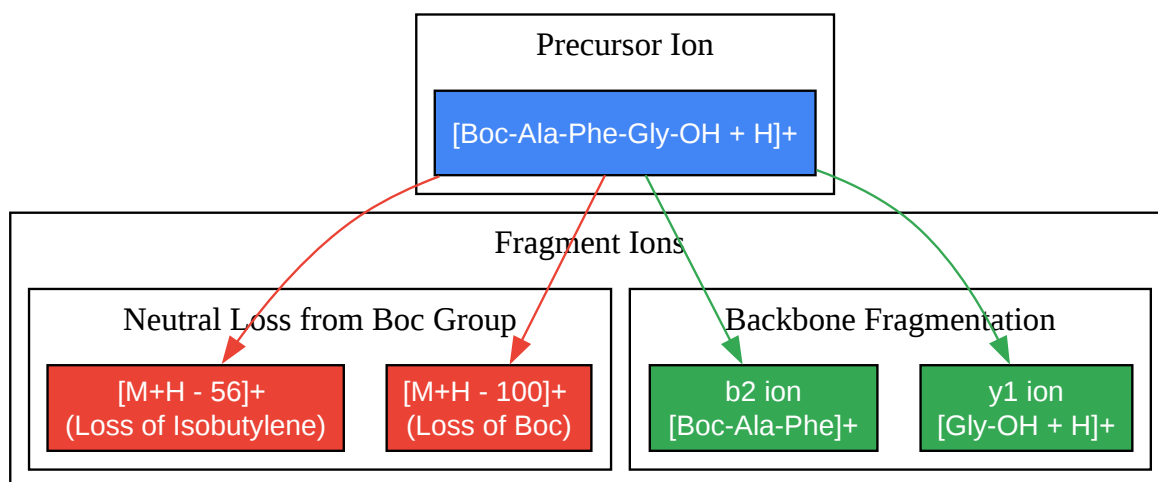 Precursor Ion
[Boc-Ala-Phe-Gly-OH + H]+
Fragment Ions
Neutral Loss from Boc Group
[M+H - 56]+
(Loss of Isobutylene)
[M+H - 100]+
(Loss of Boc)
Backbone Fragmentation
b2 ion
[Boc-Ala-Phe]+
y1 ion
[Gly-OH + H]+